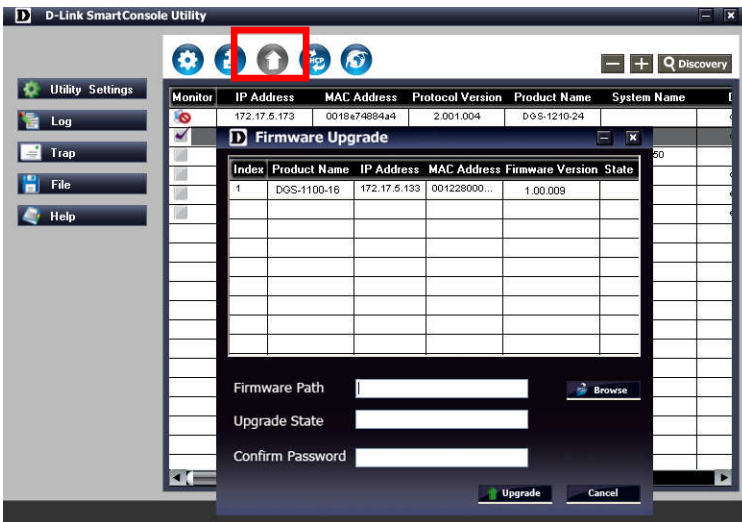 D-Link SmartConsole Utility
Discovery
Utility Settings
Log
Trap
File
Help
Monitor IP Address MAC Address Protocol Version Product Name System Name
172.17.5.173 0018e74884a4 2.001.004 DGS-1210-24
50
Firmware Upgrade
Index Product Name IP Address MAC Address Firmware Version State
1 DGS-1100-16 172.17.5.133 001228000... 1.00.009
Firmware Path
Browse
Upgrade State
Confirm Password
Upgrade Cancel